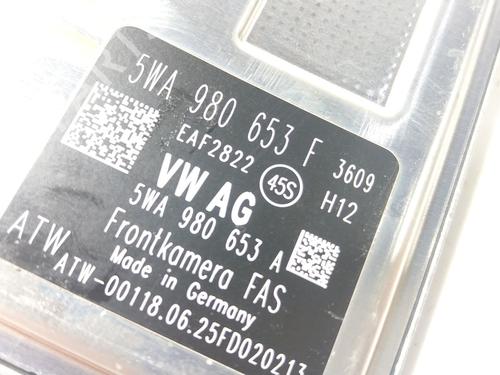 5WA 980 653 F 3609
EAF2822 45S H12
VW AG
5WA 980 653 A
ATW Frontkamera FAS
Made in Germany
ATW-00118.06.25FD020213